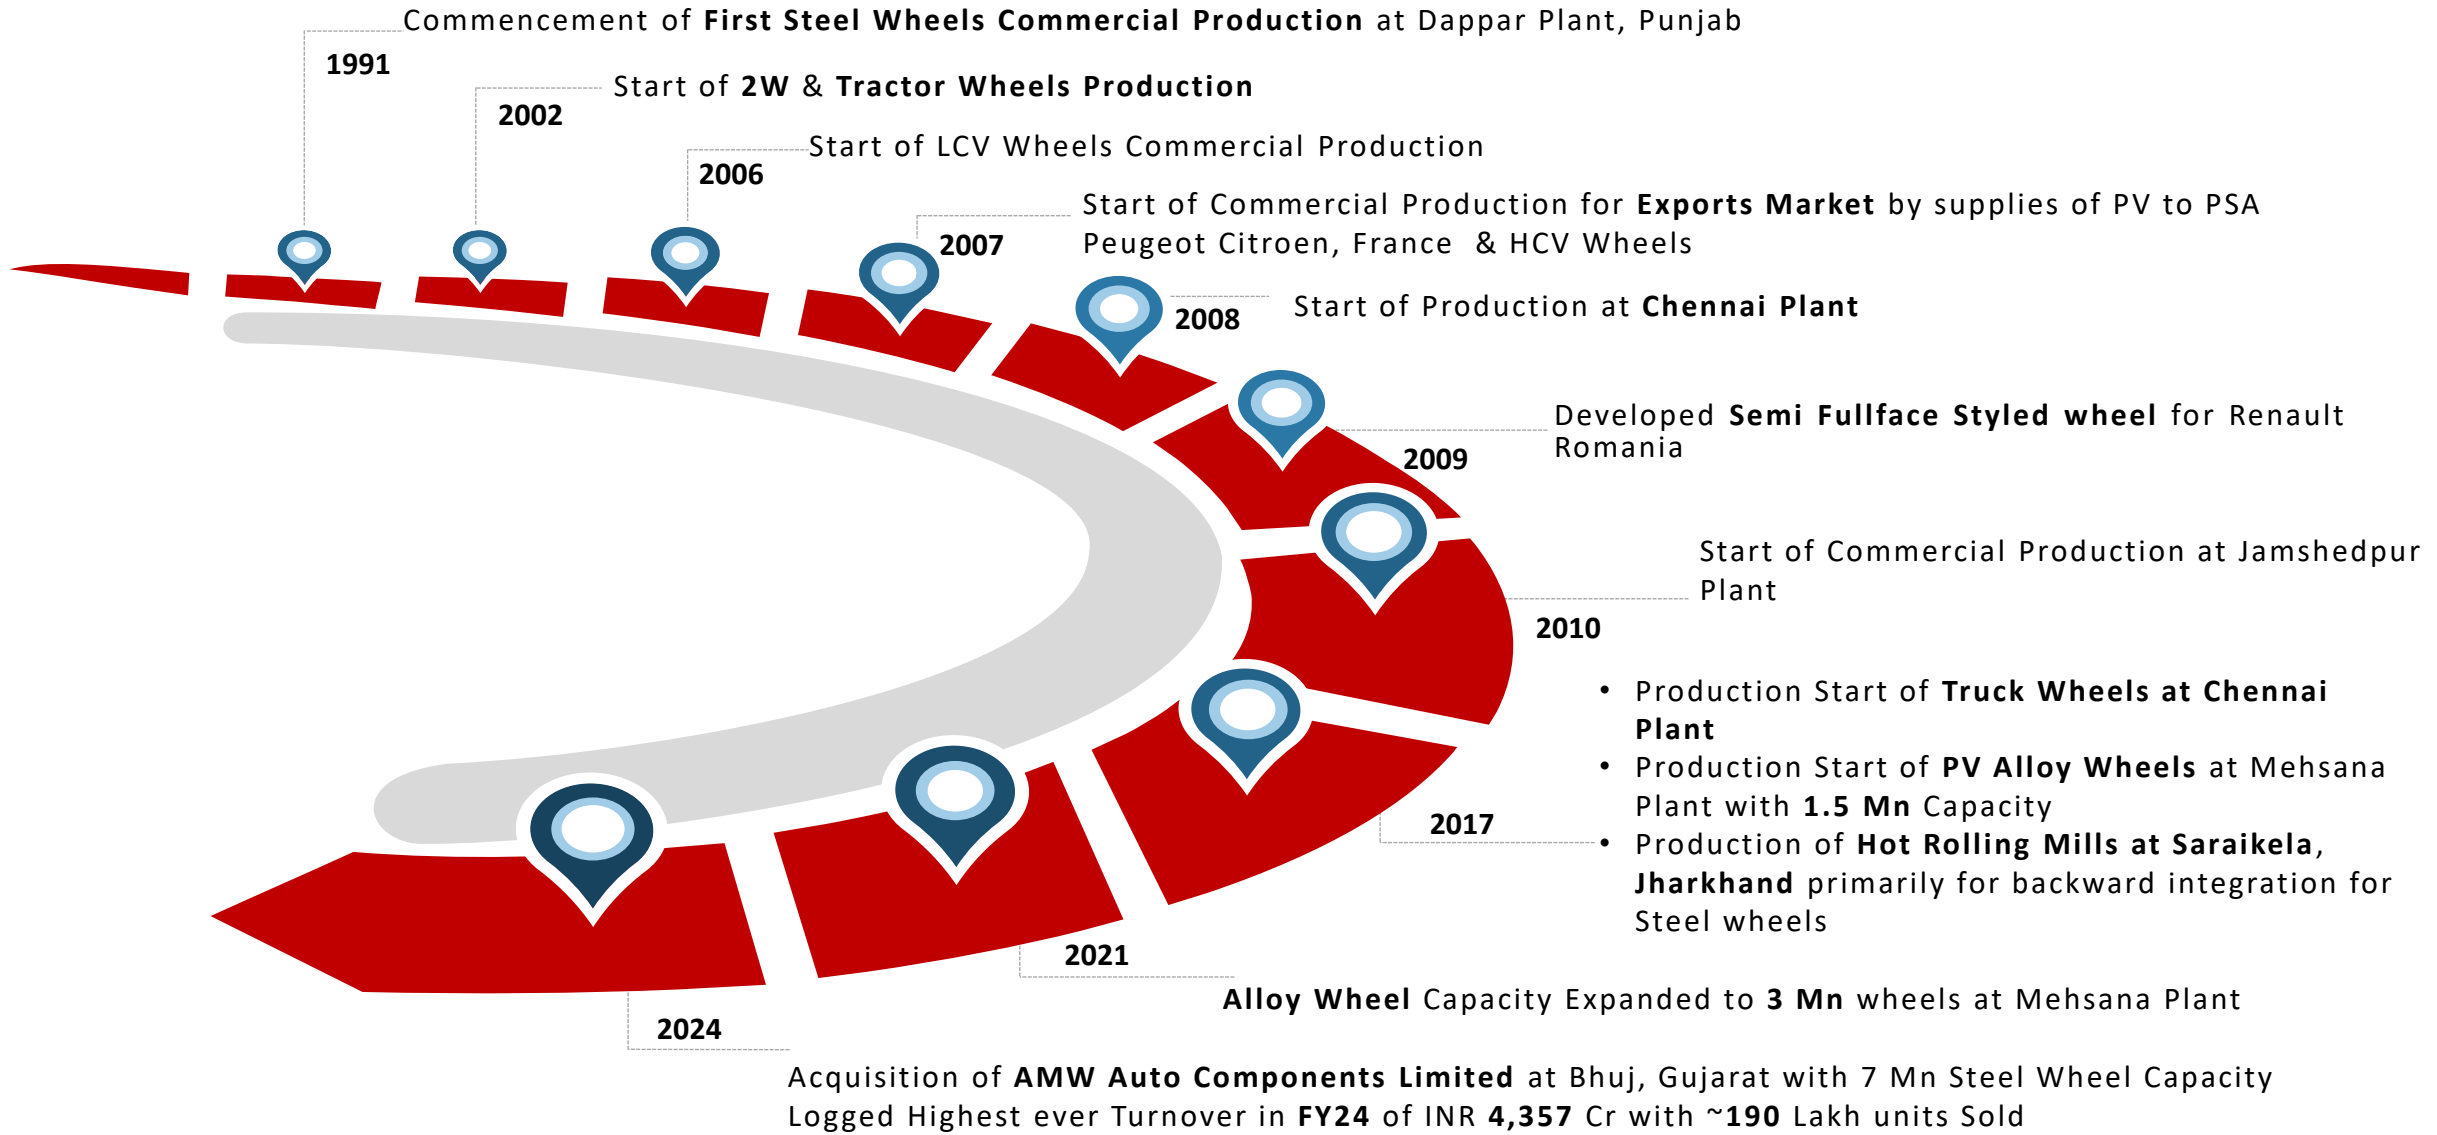 Commencement of First Steel Wheels Commercial Production at Dappar Plant, Punjab
1991
Start of 2W & Tractor Wheels Production
2002
Start of LCV Wheels Commercial Production
2006
Start of Commercial Production for Exports Market by supplies of PV to PSA
Peugeot Citroen, France & HCV Wheels
2007
Start of Production at Chennai Plant
2008
Developed Semi Fullface Styled wheel for Renault
Romania
2009
Start of Commercial Production at Jamshedpur
Plant
2010
• Production Start of Truck Wheels at Chennai
Plant
• Production Start of PV Alloy Wheels at Mehsana
Plant with 1.5 Mn Capacity
• Production of Hot Rolling Mills at Saraikela,
Jharkhand primarily for backward integration for
Steel wheels
2017
2021
Alloy Wheel Capacity Expanded to 3 Mn wheels at Mehsana Plant
2024
Acquisition of AMW Auto Components Limited at Bhuj, Gujarat with 7 Mn Steel Wheel Capacity
Logged Highest ever Turnover in FY24 of INR 4,357 Cr with ~190 Lakh units Sold